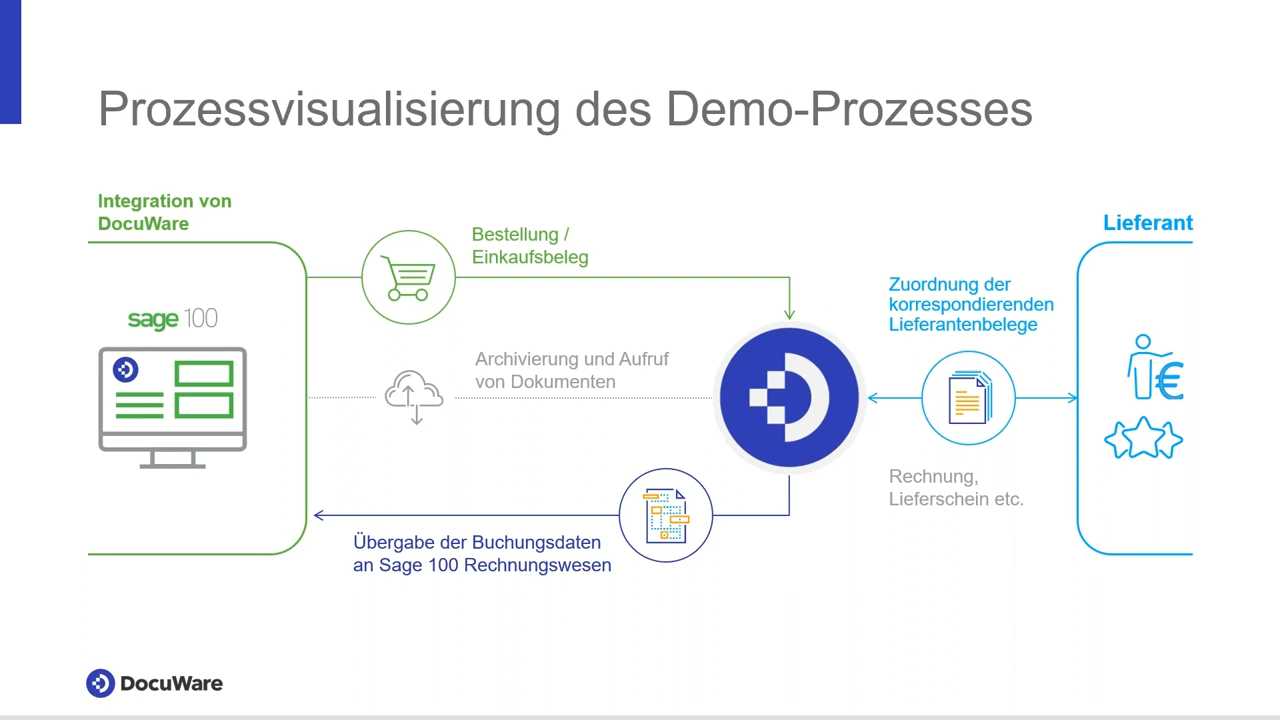 Prozessvisualisierung des Demo-Prozesses
Integration von
DocuWare
sage 100
Bestellung /
Einkaufsbeleg
Archivierung und Aufruf
von Dokumenten
Übergabe der Buchungsdaten
an Sage 100 Rechnungswesen
Zuordnung der
korrespondierenden
Lieferantenbelege
Rechnung,
Lieferschein etc.
Lieferant
€
DocuWare